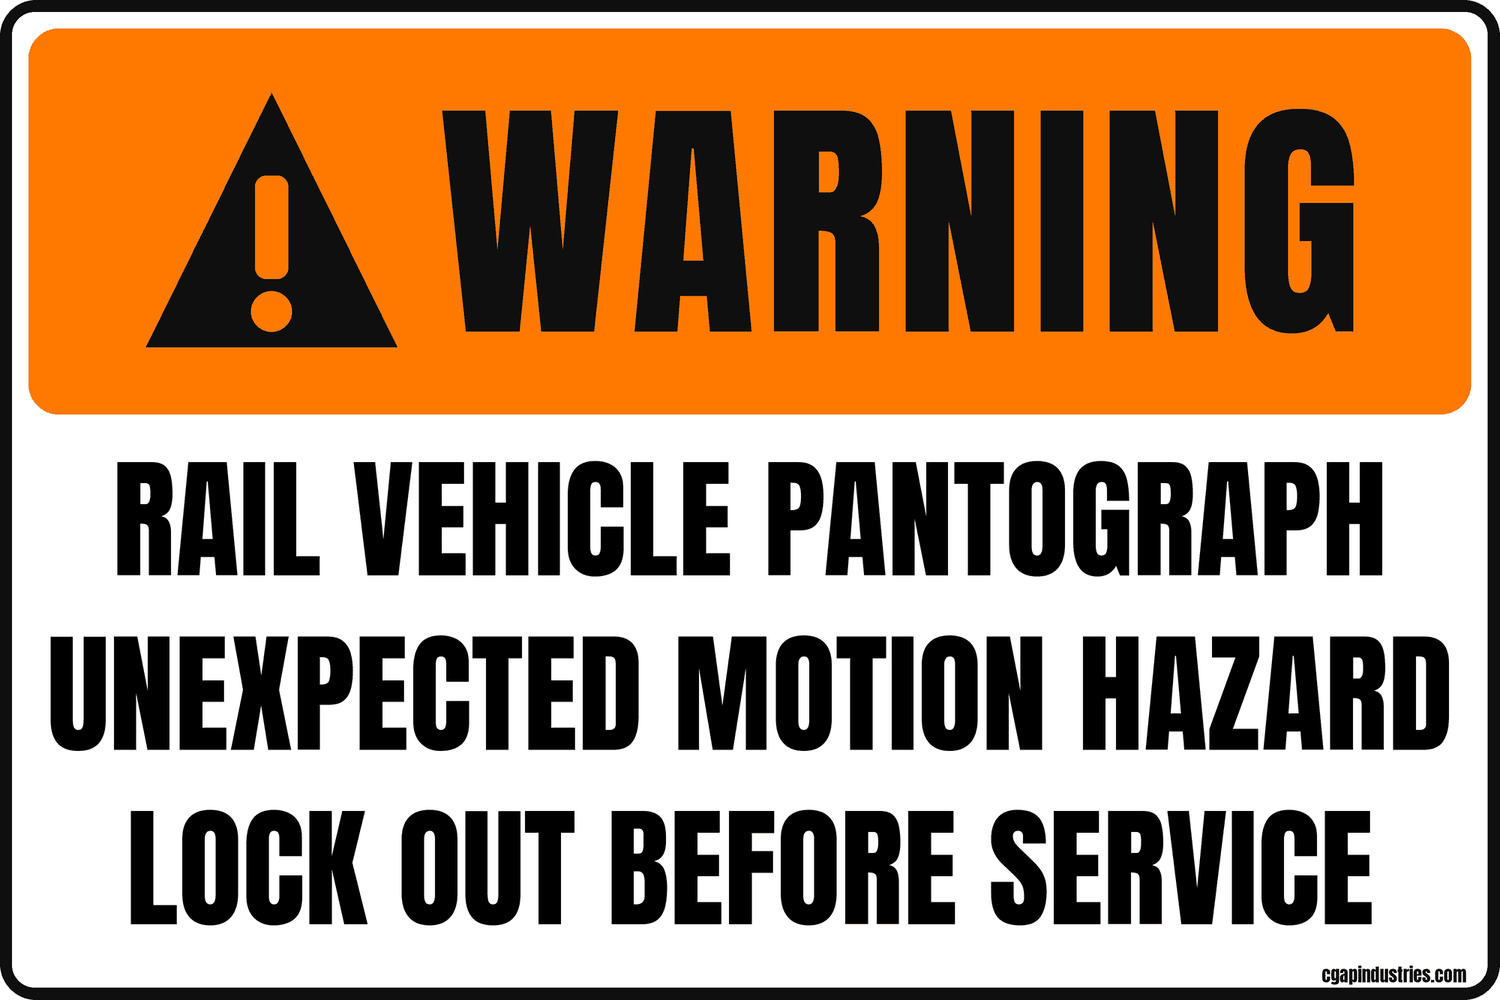 WARNING
RAIL VEHICLE PANTOGRAPH
UNEXPECTED MOTION HAZARD
LOCK OUT BEFORE SERVICE
cgapindustries.com